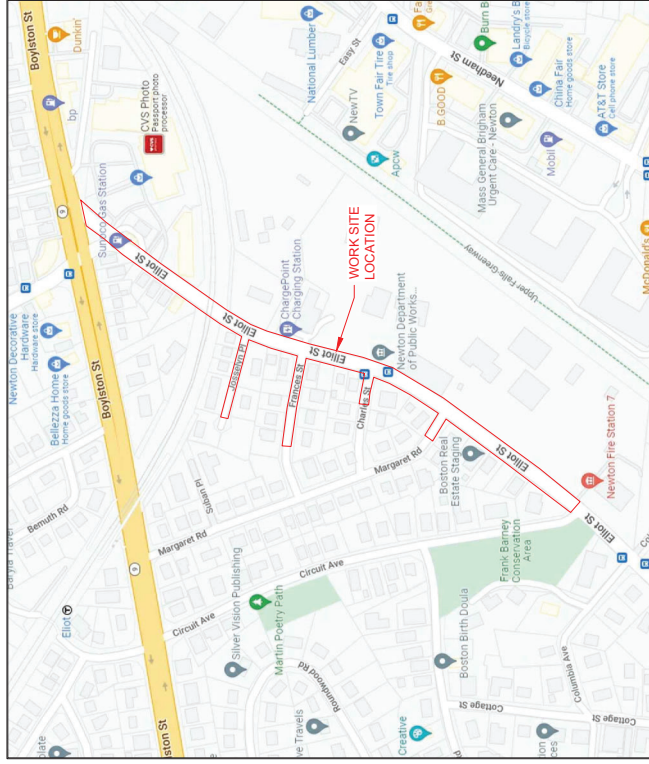 Boylston St
Dunkin'
bp
CVS Photo
Passport photo
processor
National Lumber
Easy St
Town Fair Tire
Tire shop
Burn B
Landry's B
Bicycle store
B.GOOD
Needham St
China Fair
Home goods store
AT&T Store
Cell phone store
NewTV
Apcw
Mass General Brigham
Urgent Care - Newton
Mobil
McDonald's
Upper Falls Greenway
9
Sunoco Gas Station
Elliot St
Newton Decorative
Hardware
Hardware store
Bellezza Home
Home goods store
Boylston St
Elliot St
ChargePoint
Charging Station
WORK SITE
LOCATION
Josselyn Pl
Frances St
Elliot St
Newton Department
of Public Works...
Charles St
Bemuth Rd
Saban Pl
Margaret Rd
Margaret Rd
Boston Real
Estate Staging
Elliot St
Newton Fire Station 7
Eliot
9
Circuit Ave
Silver Vision Publishing
Martin Poetry Path
Circuit Ave
Frank Barney
Conservation
Area
Elliot St
Roundwood Rd
Boston Birth Doula
Boylston St
ve Travels
Creative
Cottage St
Columbia Ave
Cottage St